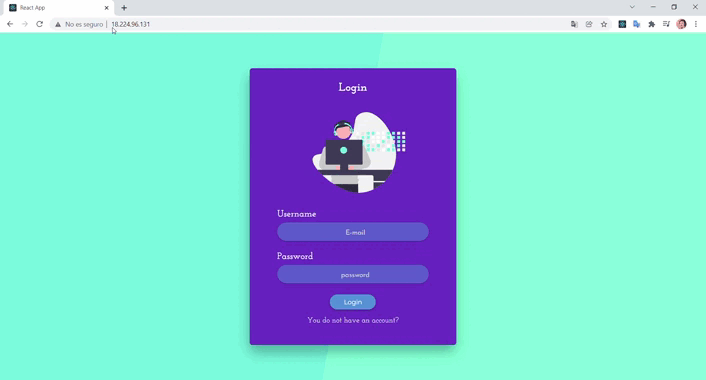 React App
No es seguro | 18.224.96.131
Login
Username
E-mail
Password
password
Login
You do not have an account?